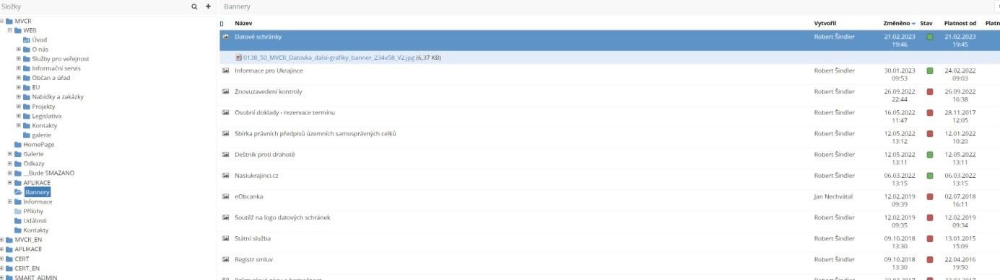 Složky
MVCR
WEB
Úvod
O nás
Služby pro veřejnost
Informační servis
Občan a úřad
EU
Nabídky a zakázky
Projekty
Legislativa
Kontakty
galerie
HomePage
Galerie
Odkazy
__Bude SMAZANO
APLIKACE
Bannery
Informace
Přílohy
Události
Kontakty
MVCR_EN
APLIKACE
CERT
CERT_EN
SMART_ADMIN
Bannery
Název Vytvořil Změněno Stav Platnost od Platn
Datové schránky Robert Šindler 21.02.2023 21.02.2023
19:46 19:45
0138_50_MVCR_Datovka_dalsi-grafiky_banner_234x58_V2.jpg (6,37 KB)
Informace pro Ukrajince Robert Šindler 30.01.2023 24.02.2022
09:53 09:03
Znovuzavedení kontroly Robert Šindler 26.09.2022 26.09.2022
22:44 16:38
Osobní doklady - rezervace termínu Robert Šindler 16.05.2022 28.11.2017
11:47 12:05
Sbírka právních předpisů územních samosprávných celků Robert Šindler 12.05.2022 12.01.2022
13:12 10:20
Deštník proti drahotě Robert Šindler 12.05.2022 12.05.2022
13:11 13:11
Nasiukrajinci.cz Robert Šindler 06.03.2022 06.03.2022
13:15 13:15
eObcanka Jan Nechvátal 12.02.2019 02.07.2018
09:39 16:11
Soutěž na logo datových schránek Robert Šindler 12.02.2019 12.02.2019
09:35 09:34
Státní služba Robert Šindler 09.10.2018 13.01.2015
13:30 15:09
Registr smluv Robert Šindler 09.10.2018 22.04.2016
13:30 19:50